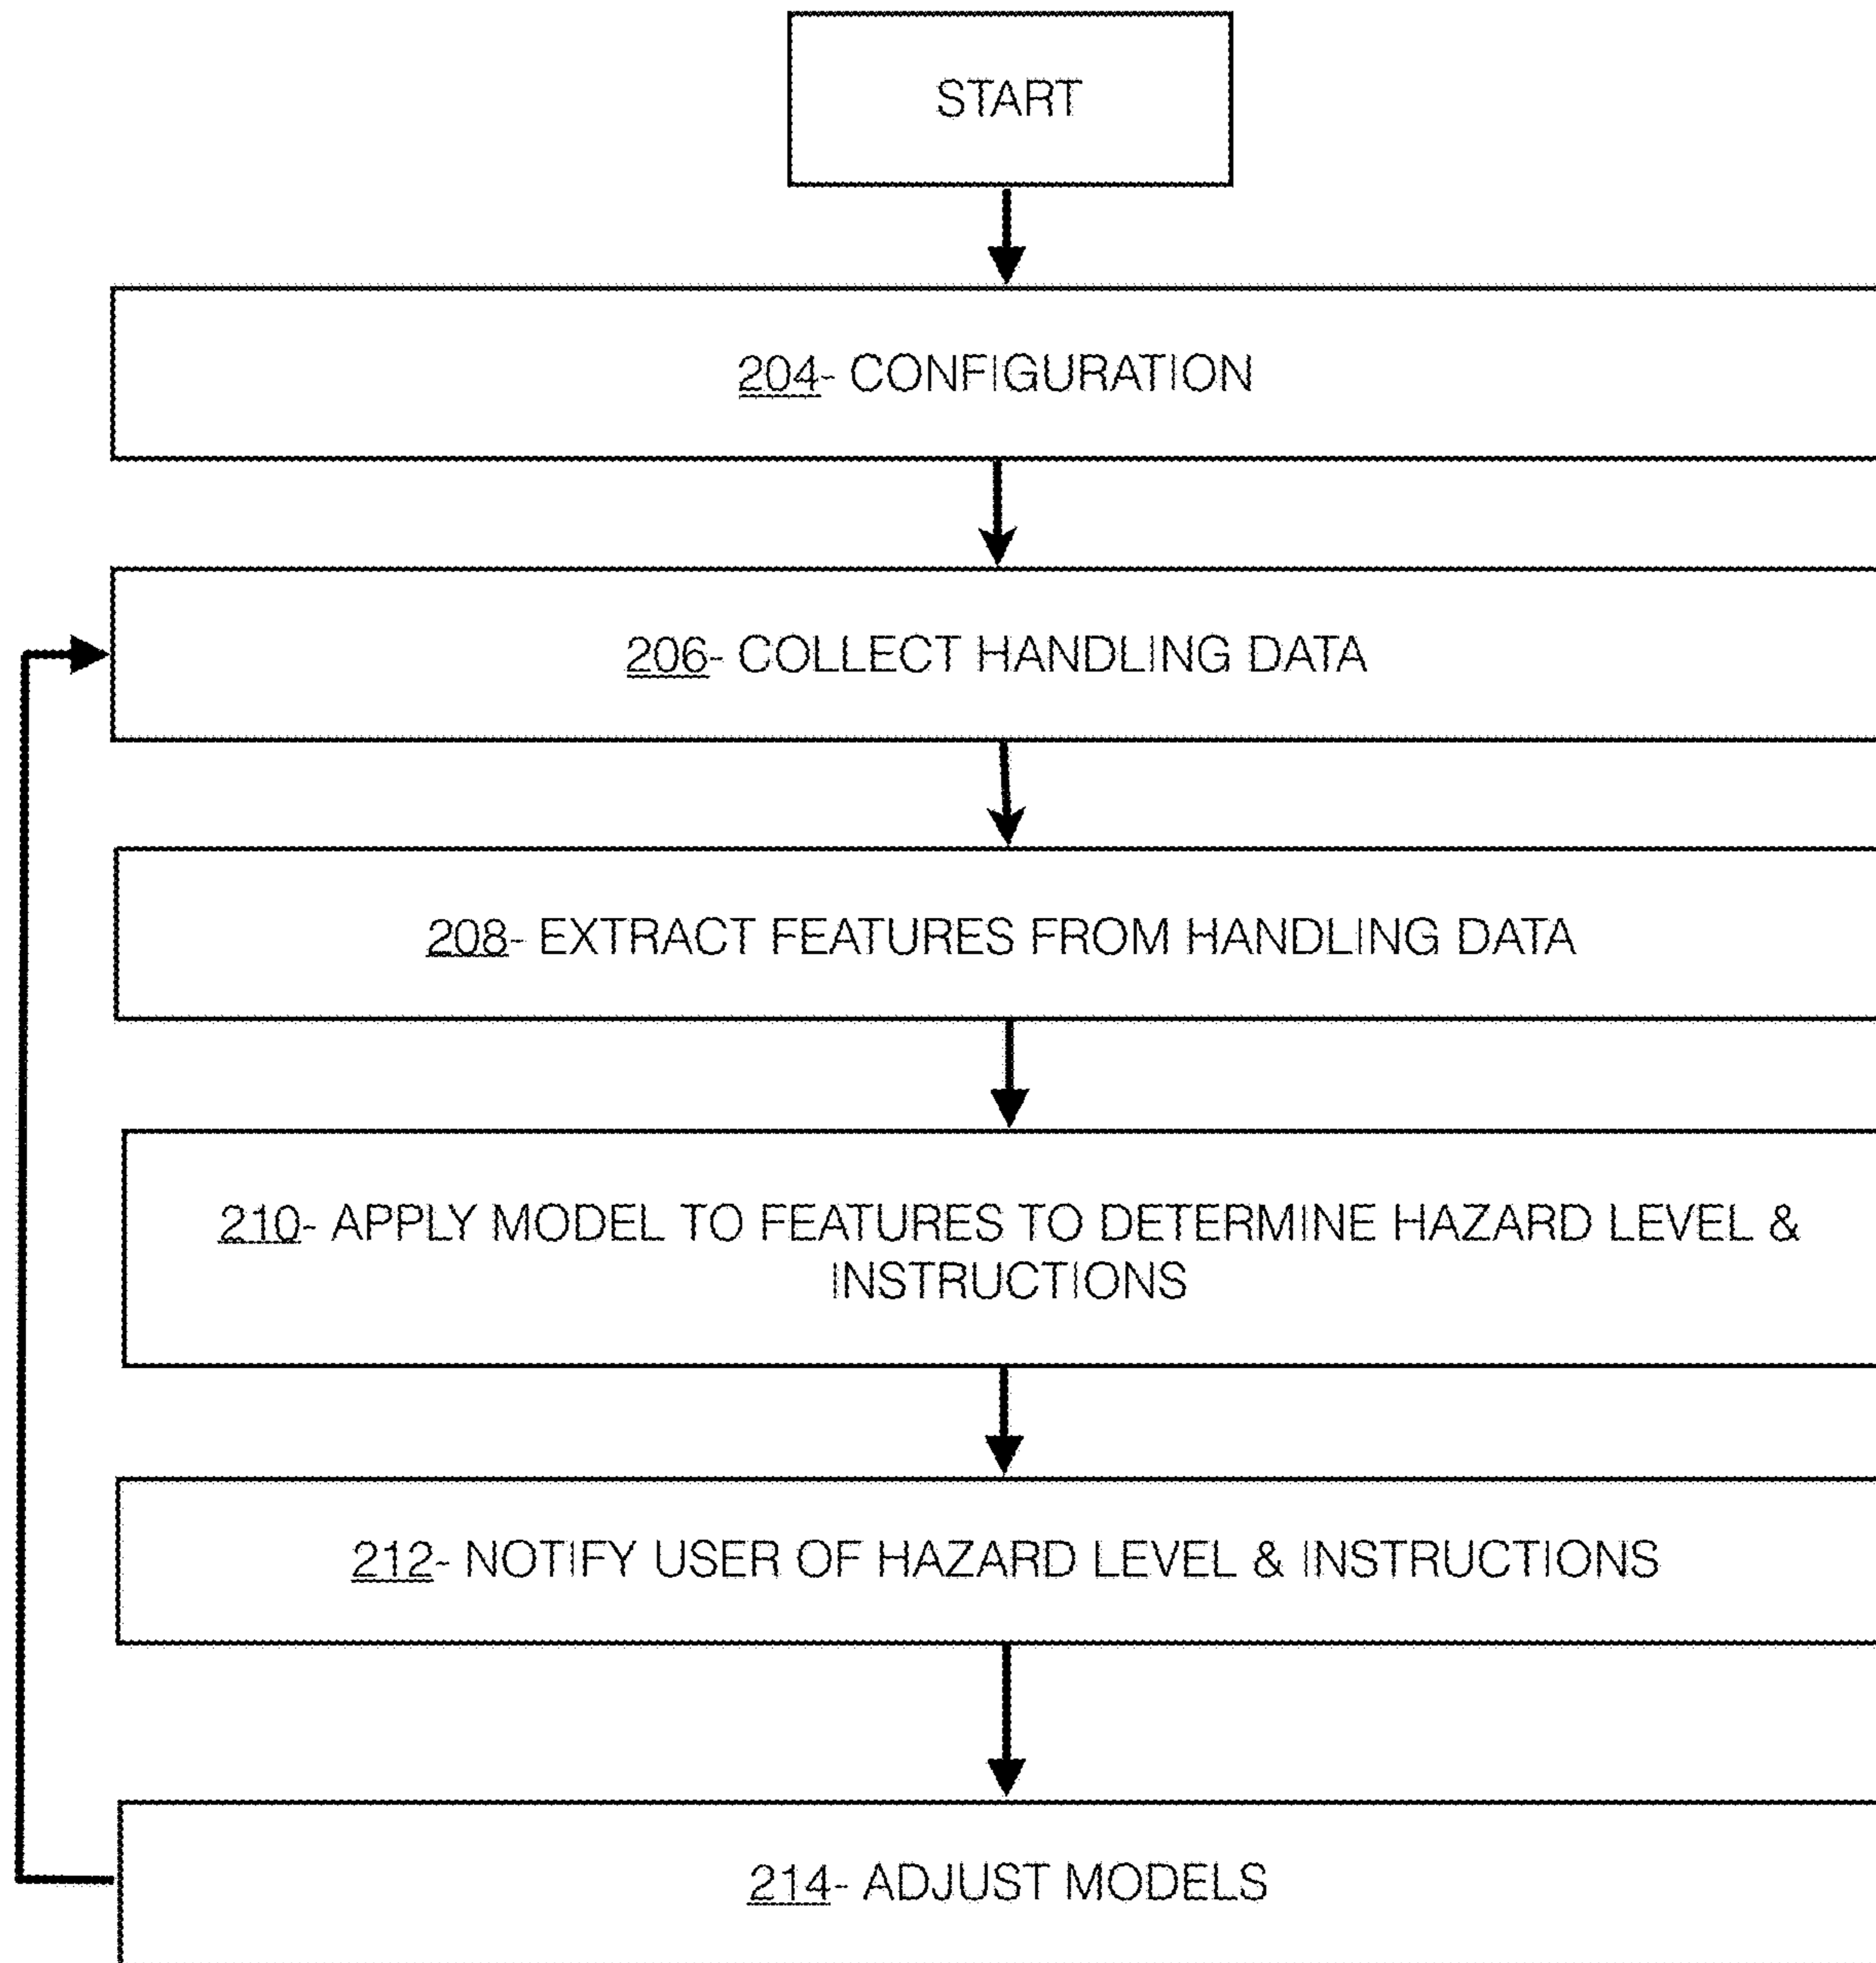 START
204- CONFIGURATION
206- COLLECT HANDLING DATA
208- EXTRACT FEATURES FROM HANDLING DATA
210- APPLY MODEL TO FEATURES TO DETERMINE HAZARD LEVEL &
INSTRUCTIONS
212- NOTIFY USER OF HAZARD LEVEL & INSTRUCTIONS
214- ADJUST MODELS